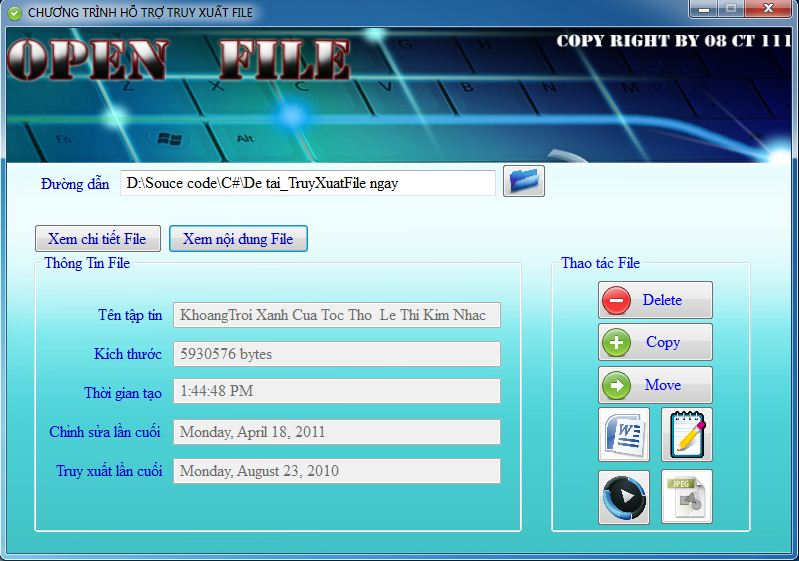 CHƯƠNG TRÌNH HỖ TRỢ TRUY XUẤT FILE
OPEN FILE
COPY RIGHT BY 08 CT 111
Z X C
Fn Alt
Đường dẫn D:\Souce code\C#\De tai_TruyXuatFile ngay
Xem chi tiết File Xem nội dung File
Thông Tin File
Tên tập tin KhoangTroi Xanh Cua Toc Tho Le Thi Kim Nhac
Kích thước 5930576 bytes
Thời gian tạo 1:44:48 PM
Chỉnh sửa lần cuối Monday, April 18, 2011
Truy xuất lần cuối Monday, August 23, 2010
Thao tác File
Delete
Copy
Move
W
JPEG